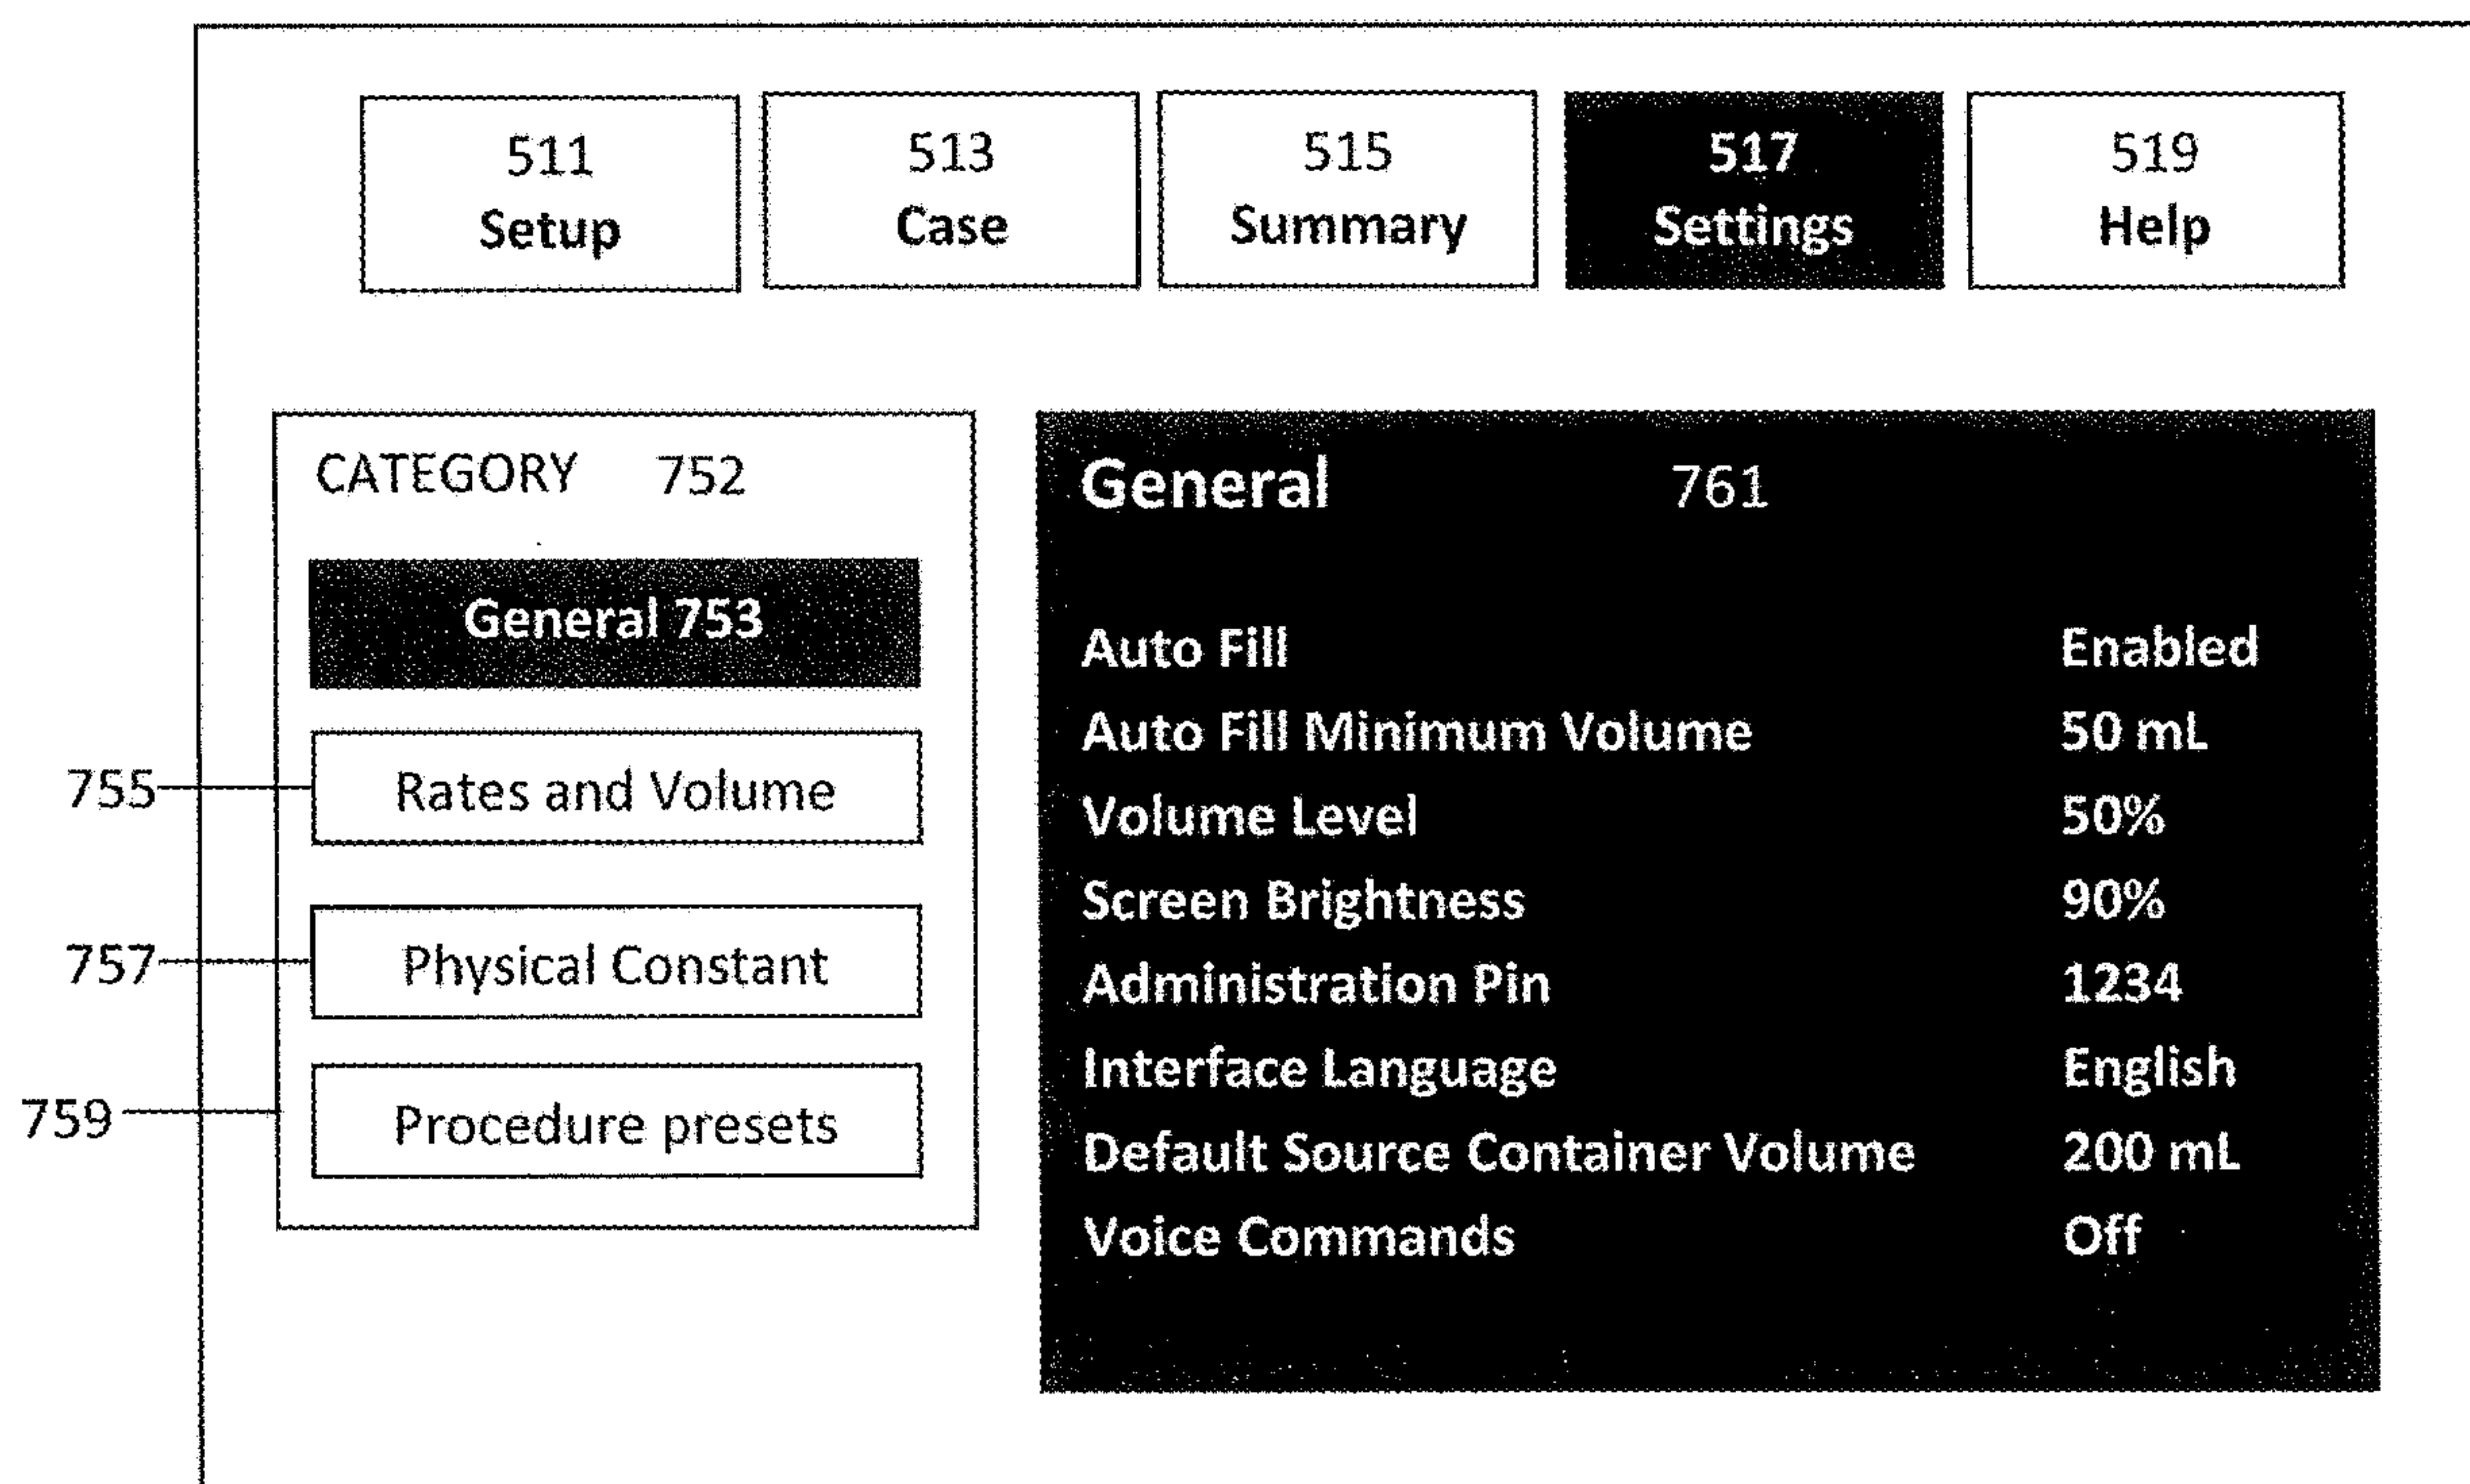 511 Setup
513 Case
515 Summary
517 Settings
519 Help
CATEGORY 752
General 753
755 Rates and Volume
757 Physical Constant
759 Procedure presets
General 761
Auto Fill Enabled
Auto Fill Minimum Volume 50 mL
Volume Level 50%
Screen Brightness 90%
Administration Pin 1234
Interface Language English
Default Source Container Volume 200 mL
Voice Commands Off